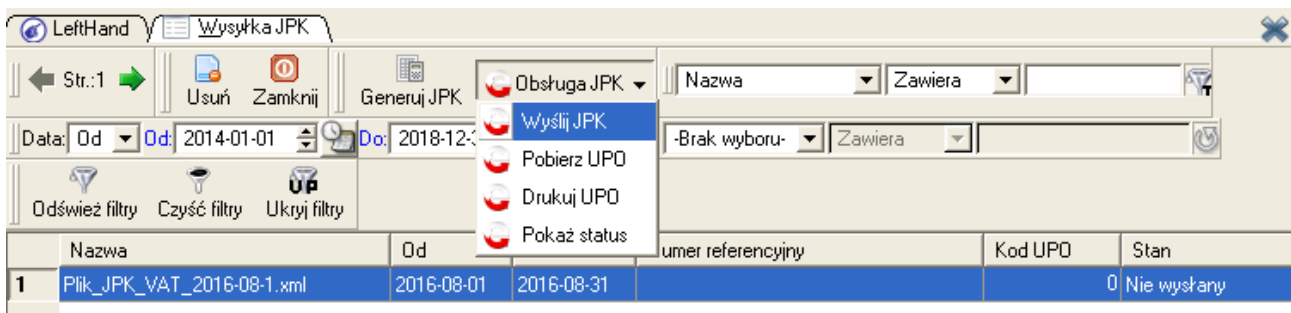 LeftHand Wysyłka JPK
Str.:1 Usuń Zamknij Generuj JPK Obsługa JPK Nazwa Zawiera
Wyślij JPK
Data: Od Od: 2014-01-01 Do: 2018-12- -Brak wyboru- Zawiera
Pobierz UPO
Odśwież filtry Czyść filtry Ukryj filtry
Drukuj UPO
Pokaż status
Nazwa Od umer referencyjny Kod UPO Stan
1 Plik_JPK_VAT_2016-08-1.xml 2016-08-01 2016-08-31 0 Nie wysłany